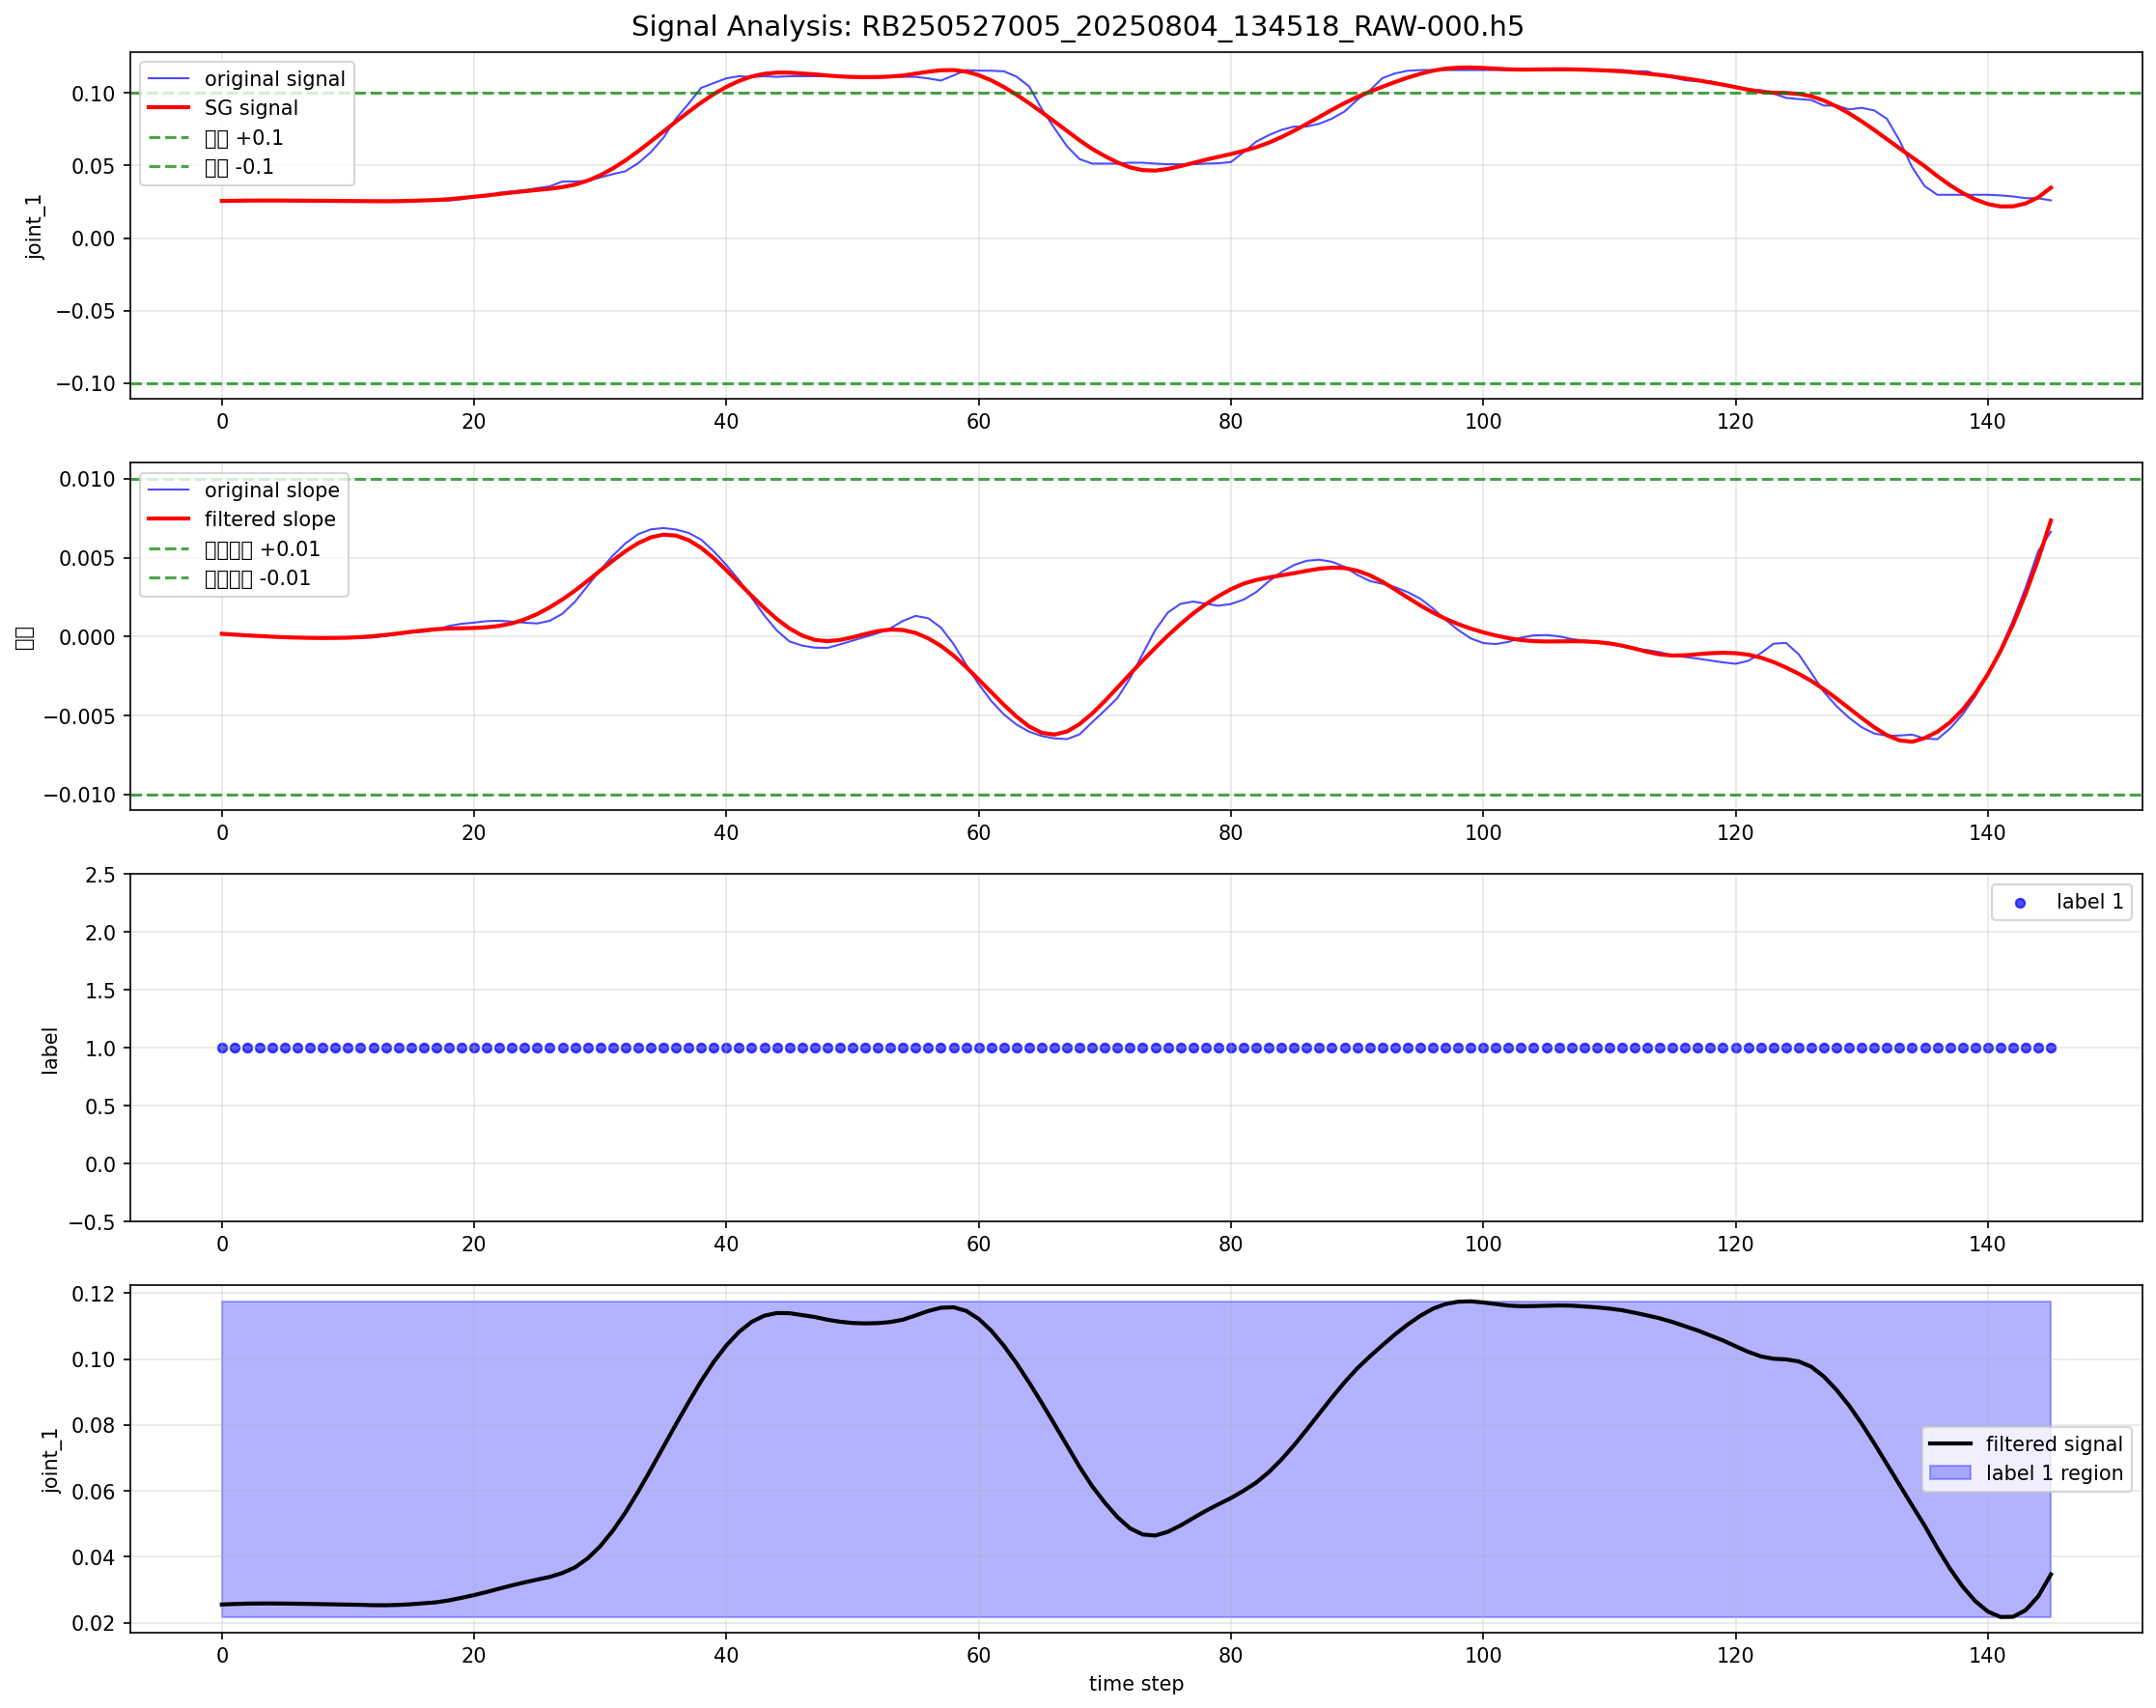 Signal Analysis: RB250527005_20250804_134518_RAW-000.h5
original signal
SG signal
+0.1
-0.1
joint_1
0.10
0.05
0.00
−0.05
−0.10
0 20 40 60 80 100 120 140
original slope
filtered slope
+0.01
-0.01
0.010
0.005
0.000
−0.005
−0.010
0 20 40 60 80 100 120 140
label 1
label
2.5
2.0
1.5
1.0
0.5
0.0
−0.5
0 20 40 60 80 100 120 140
filtered signal
label 1 region
joint_1
0.12
0.10
0.08
0.06
0.04
0.02
0 20 40 60 80 100 120 140
time step